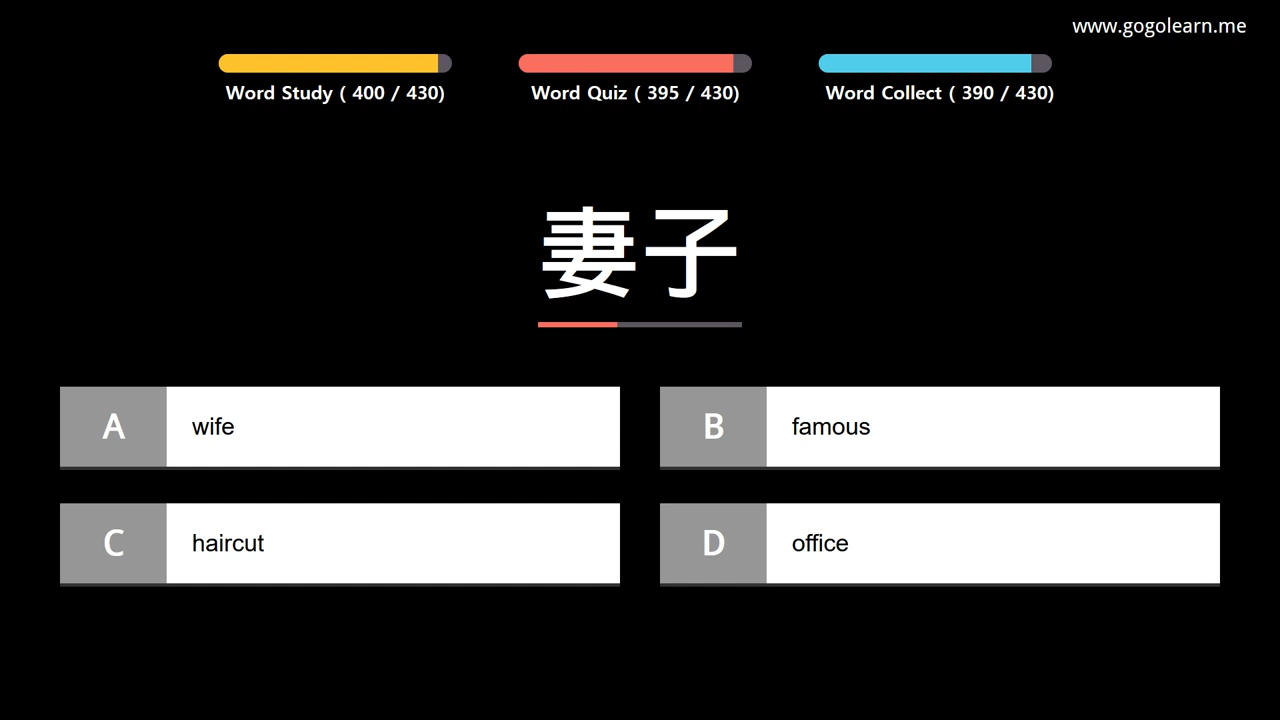 www.gogolearn.me
Word Study ( 400 / 430)
Word Quiz ( 395 / 430)
Word Collect ( 390 / 430)
妻子
A wife
B famous
C haircut
D office